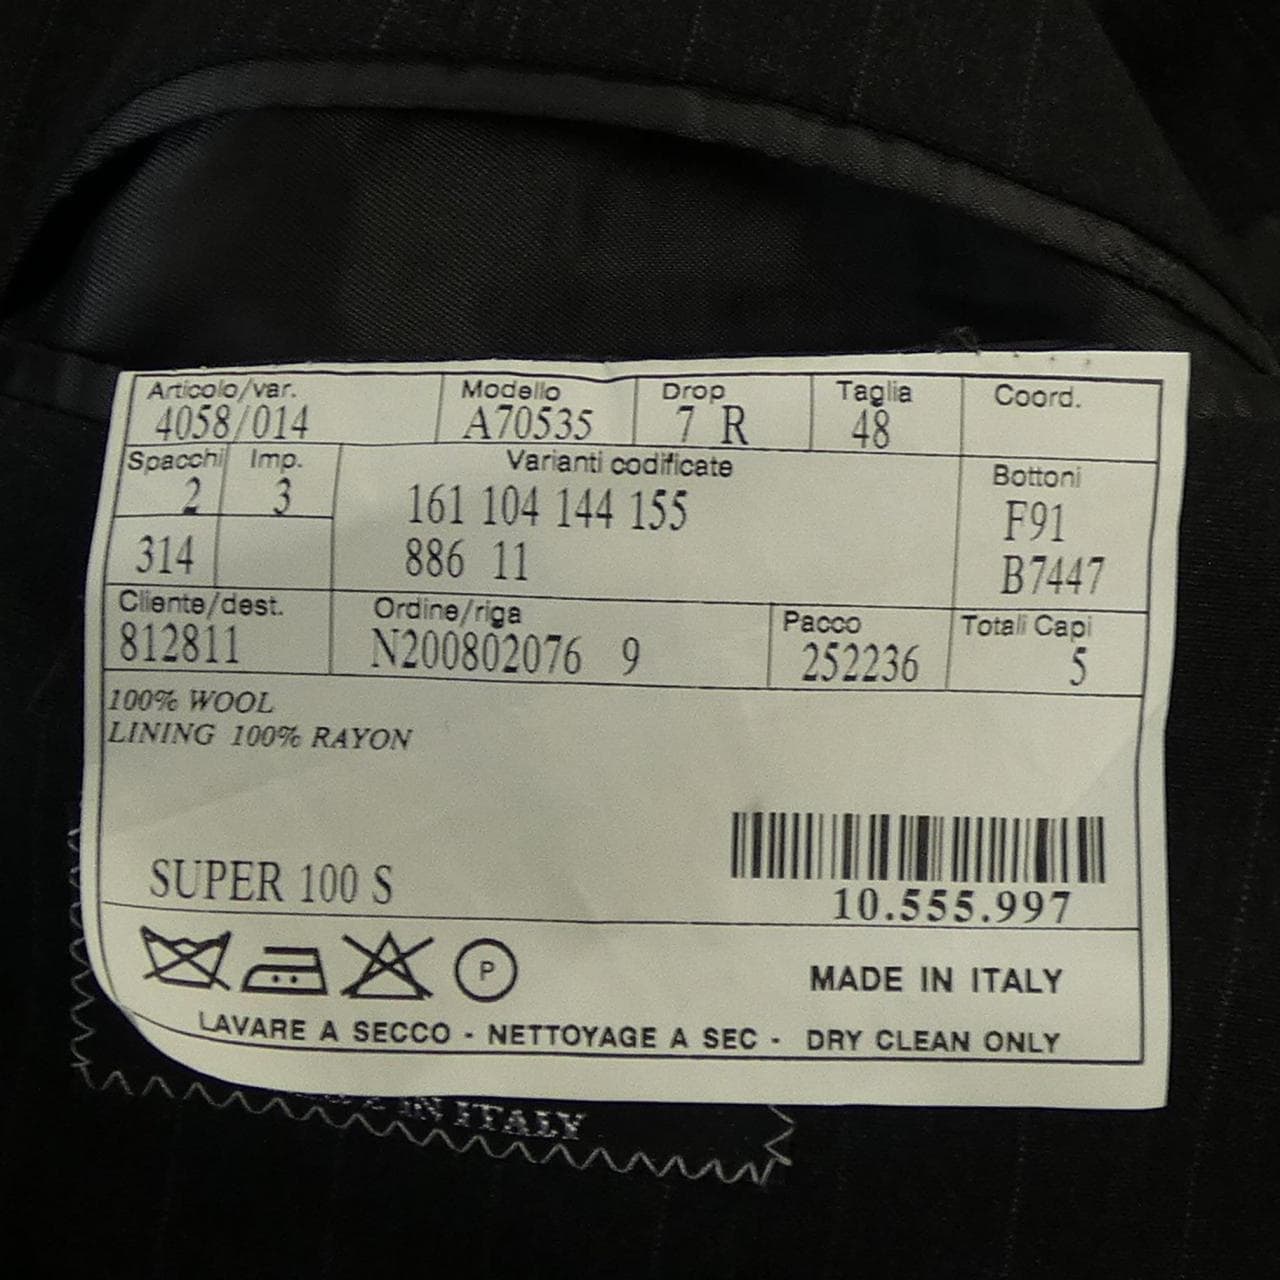 Articolo/var. Modello Drop Taglia Coord.
4058/014 A70535 7 R 48
Spacchi Imp. Varianti codificate Bottoni
2 3 161 104 144 155 F91
314 886 11 B7447
Cliente/dest. Ordine/riga Pacco Totali Capi
812811 N200802076 9 252236 5
100% WOOL
LINING 100% RAYON
SUPER 100 S
10.555.997
P
MADE IN ITALY
LAVARE A SECCO - NETTOYAGE A SEC - DRY CLEAN ONLY
IN ITALY